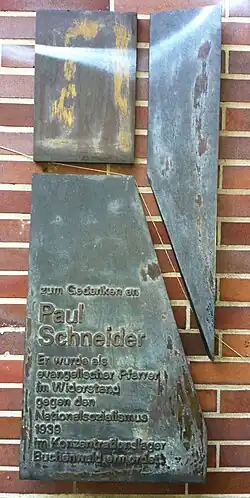 zum Gedenken an
Paul
Schneider
Er wurde als
evangelischer Pfarrer
im Widerstand
gegen den
Nationalsozialismus
1939
im Konzentrationslager
Buchenwald ermordet